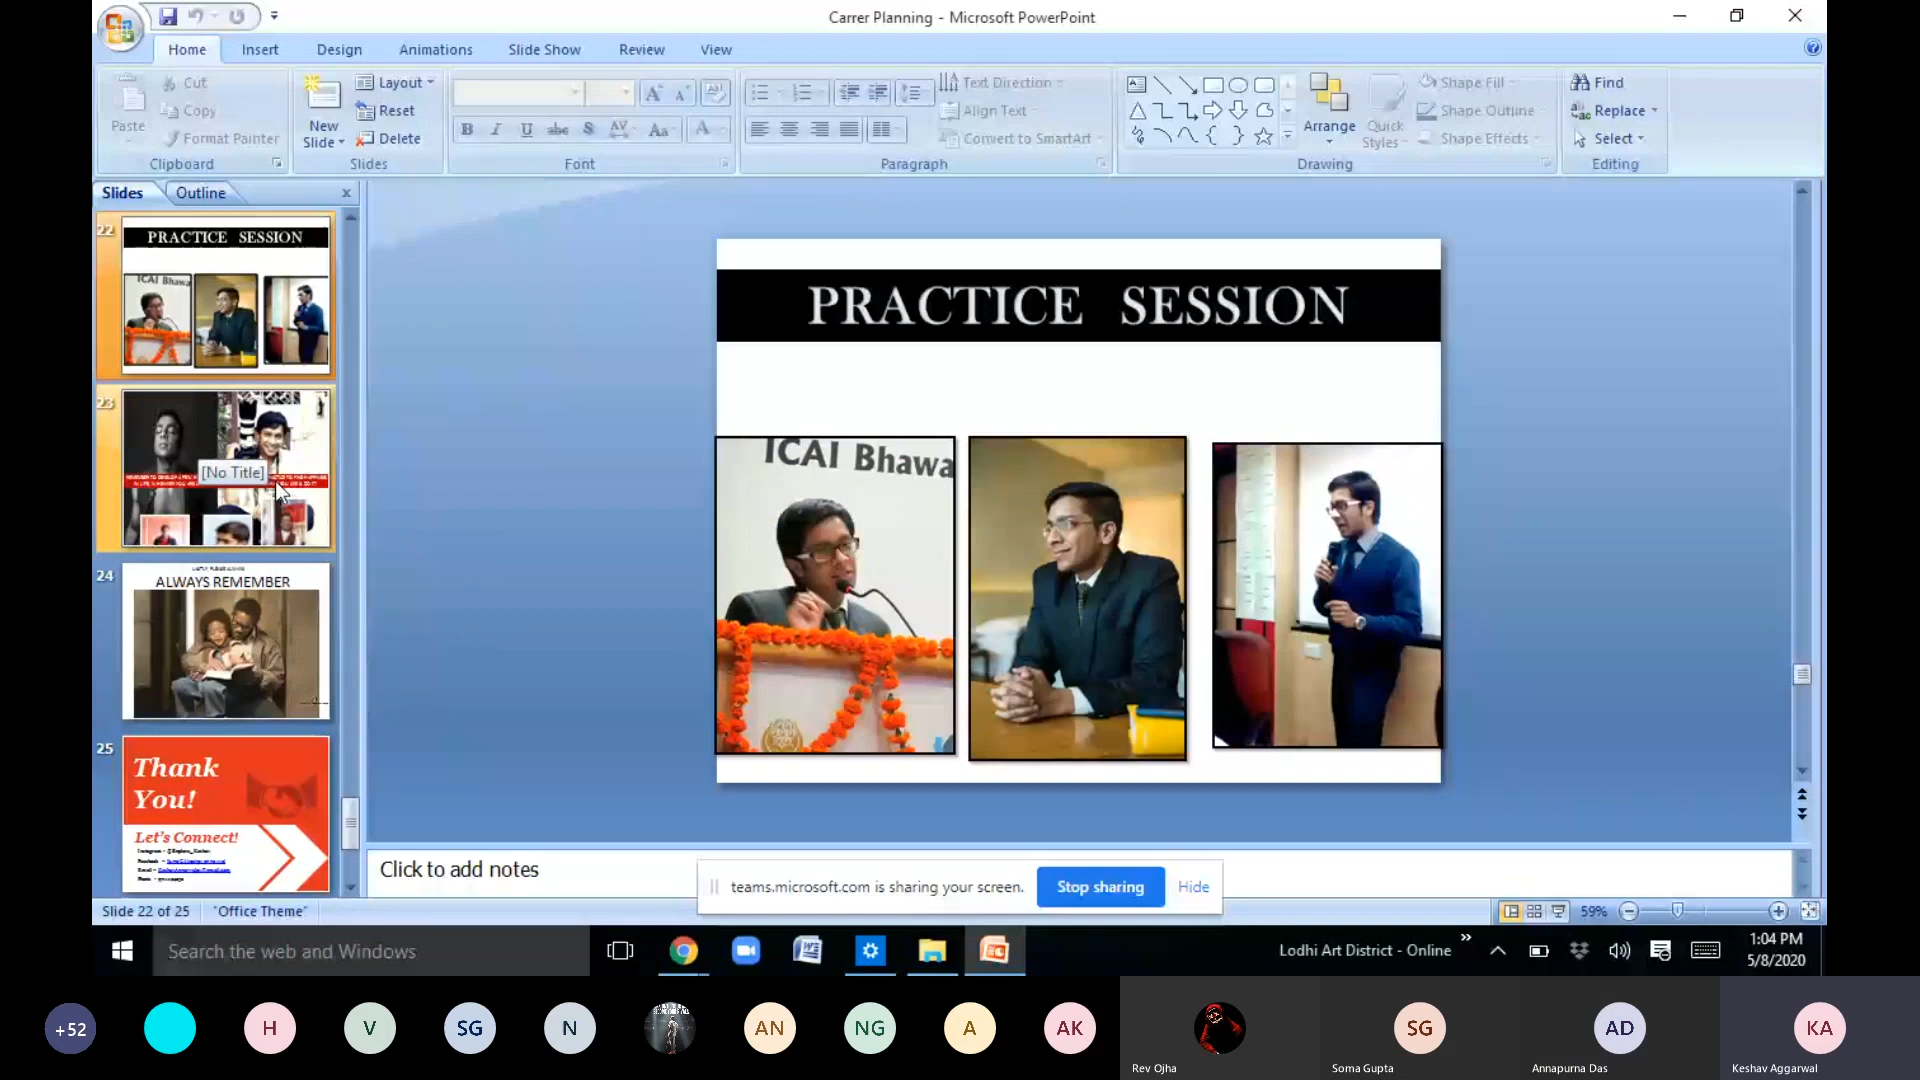 Carrer Planning - Microsoft PowerPoint
Home Insert Design Animations Slide Show Review View
Paste
Cut
Copy
Format Painter
Clipboard
New
Slide
Layout
Reset
Delete
Slides
B I U abc S AV Aa A
Font
Text Direction
Align Text
Convert to SmartArt
Paragraph
Arrange
Quick
Styles
Shape Fill
Shape Outline
Shape Effects
Drawing
Find
Replace
Select
Editing
Slides Outline
22
PRACTICE SESSION
ICAI Bhawa
23
[No Title]
24
ALWAYS REMEMBER
25
Thank
You!
Let's Connect!
PRACTICE SESSION
ICAI Bhawa
Click to add notes
teams.microsoft.com is sharing your screen.
Stop sharing
Hide
Slide 22 of 25
"Office Theme"
59%
Search the web and Windows
Lodhi Art District - Online
1:04 PM
5/8/2020
+52 H V SG N AN NG A AK SG AD KA
Rev Ojha
Soma Gupta
Annapurna Das
Keshav Aggarwal